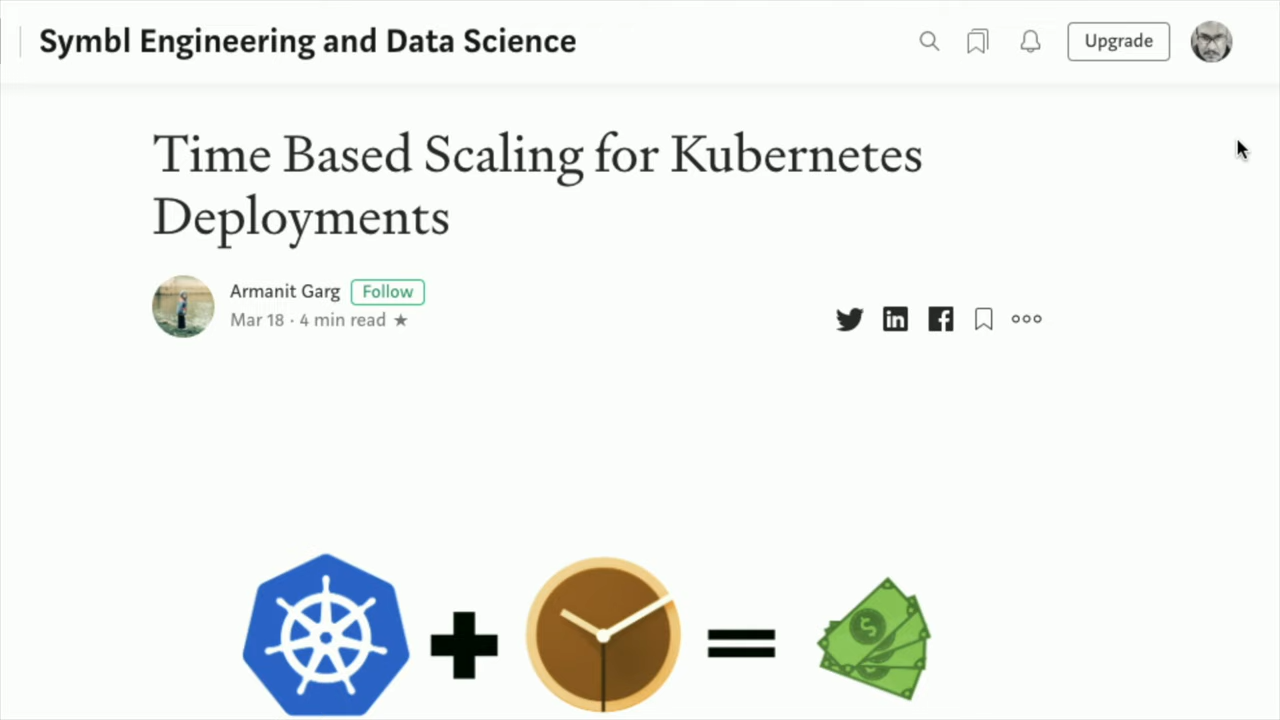 Symbl Engineering and Data Science
Upgrade
Time Based Scaling for Kubernetes
Deployments
Armanit Garg Follow
Mar 18 · 4 min read ★